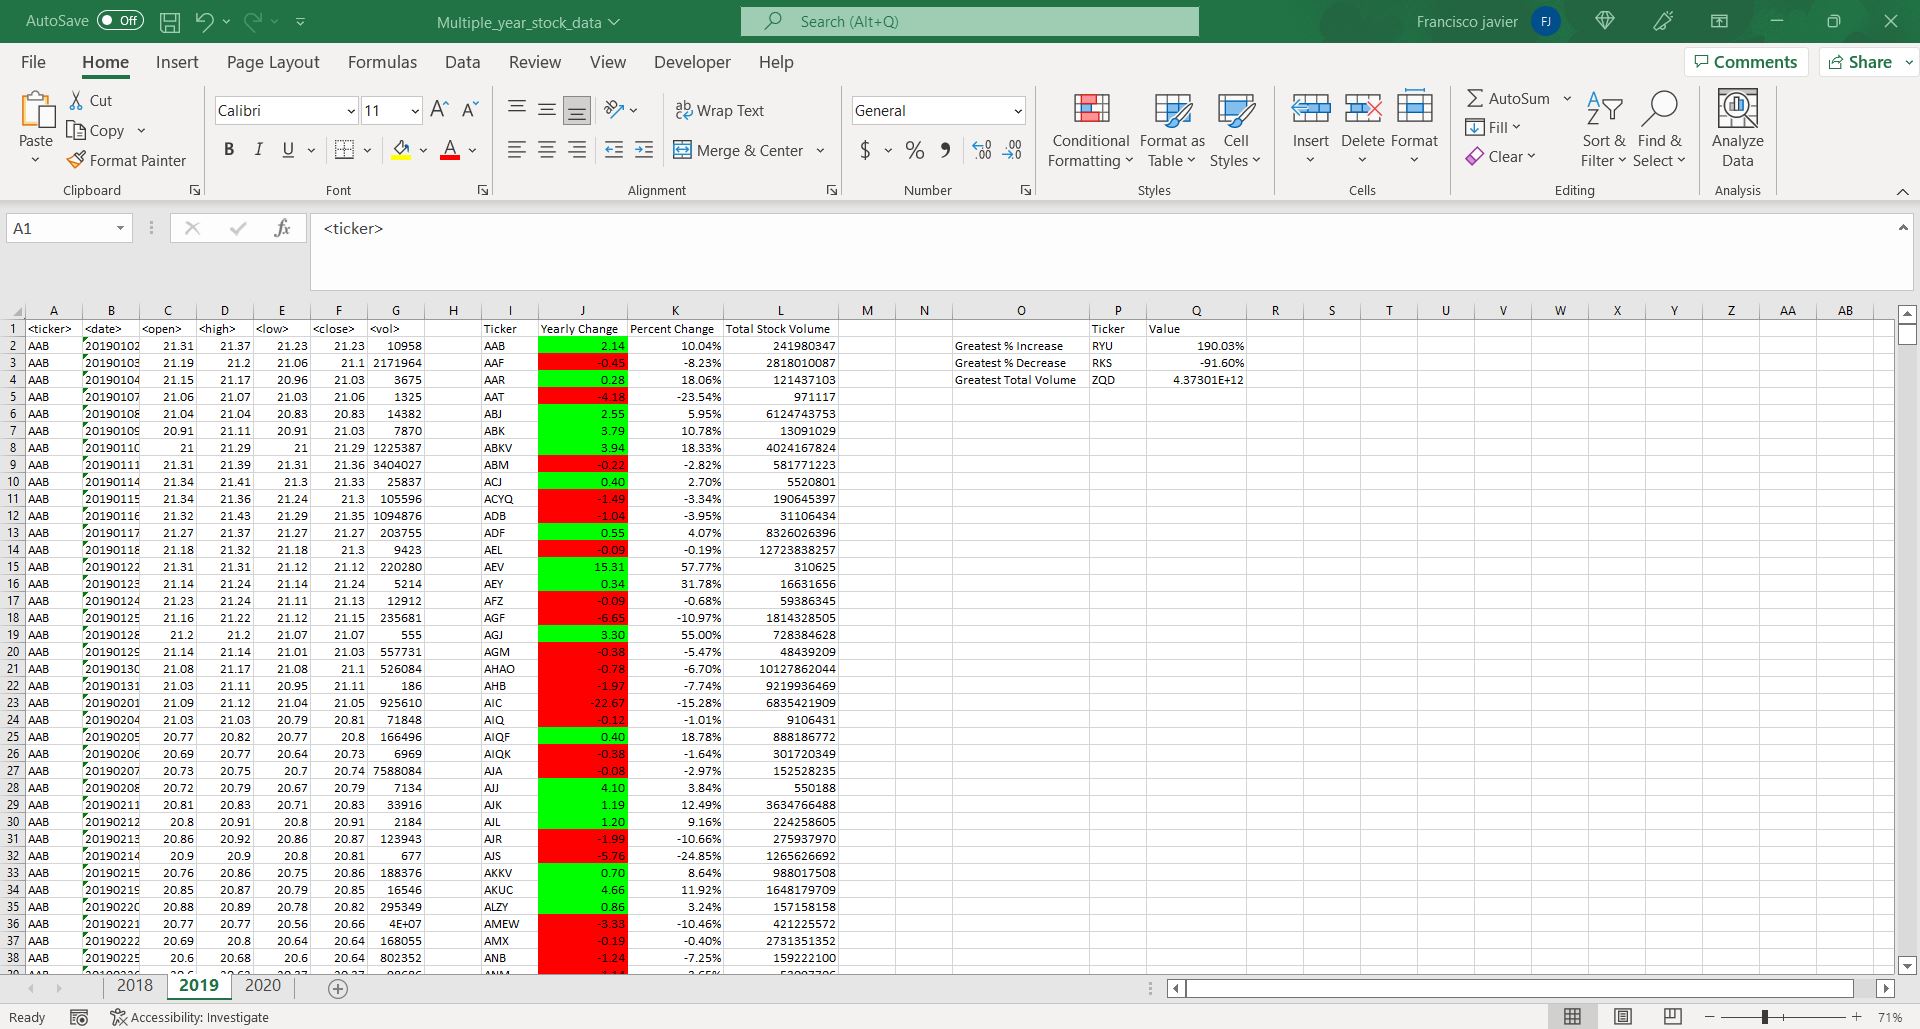 AutoSave Off Multiple_year_stock_data Search (Alt+Q) Francisco javier FJ
File Home Insert Page Layout Formulas Data Review View Developer Help Comments Share
Paste Cut Copy Format Painter Clipboard
Calibri 11 B I U A Font
ab Wrap Text Merge & Center Alignment
General $ % Number
Conditional Formatting Format as Table Cell Styles Styles
Insert Delete Format Cells
AutoSum Fill Clear Sort & Filter Find & Select Editing
Analyze Data Analysis
A1 fx <ticker>
A B C D E F G H I J K L M N O P Q R S T U V W X Y Z AA AB
1 <ticker> <date> <open> <high> <low> <close> <vol> Ticker Yearly Change Percent Change Total Stock Volume Ticker Value
2 AAB 20190102 21.31 21.37 21.23 21.23 10958 AAB 2.14 10.04% 241980347 Greatest % Increase RYU 190.03%
3 AAB 20190103 21.19 21.2 21.06 21.1 2171964 AAF -0.45 -8.23% 2818010087 Greatest % Decrease RKS -91.60%
4 AAB 20190104 21.15 21.17 20.96 21.03 3675 AAR 0.28 18.06% 121437103 Greatest Total Volume ZQD 4.37301E+12
5 AAB 20190107 21.06 21.07 21.03 21.06 1325 AAT -4.18 -23.54% 971117
6 AAB 20190108 21.04 21.04 20.83 20.83 14382 ABJ 2.55 5.95% 6124743753
7 AAB 20190109 20.91 21.11 20.91 21.03 7870 ABK 3.79 10.78% 13091029
8 AAB 20190110 21 21.29 21 21.29 1225387 ABKV 3.94 18.33% 4024167824
9 AAB 20190111 21.31 21.39 21.31 21.36 3404027 ABM -0.22 -2.82% 581771223
10 AAB 20190114 21.34 21.41 21.3 21.33 25837 ACJ 0.40 2.70% 5520801
11 AAB 20190115 21.34 21.36 21.24 21.3 105596 ACYQ -1.49 -3.34% 190645397
12 AAB 20190116 21.32 21.43 21.29 21.35 1094876 ADB -1.04 -3.95% 31106434
13 AAB 20190117 21.27 21.37 21.27 21.27 203755 ADF 0.55 4.07% 8326026396
14 AAB 20190118 21.18 21.32 21.18 21.3 9423 AEL -0.09 -0.19% 12723838257
15 AAB 20190122 21.31 21.31 21.12 21.12 220280 AEV 15.31 57.77% 310625
16 AAB 20190123 21.14 21.24 21.14 21.24 5214 AEY 0.34 31.78% 16631656
17 AAB 20190124 21.23 21.24 21.11 21.13 12912 AFZ -0.09 -0.68% 59386345
18 AAB 20190125 21.16 21.22 21.12 21.15 235681 AGF -6.65 -10.97% 1814328505
19 AAB 20190128 21.2 21.2 21.07 21.07 555 AGJ 3.30 55.00% 728384628
20 AAB 20190129 21.14 21.14 21.01 21.03 557731 AGM -0.38 -5.47% 48439209
21 AAB 20190130 21.08 21.17 21.08 21.1 526084 AHAO -0.78 -6.70% 10127862044
22 AAB 20190131 21.03 21.11 20.95 21.11 186 AHB -1.97 -7.74% 9219936469
23 AAB 20190201 21.09 21.12 21.04 21.05 925610 AIC -22.67 -15.28% 6835421909
24 AAB 20190204 21.03 21.03 20.79 20.81 71848 AIQ -0.12 -1.01% 9106431
25 AAB 20190205 20.77 20.82 20.77 20.8 166496 AIQF 0.40 18.78% 888186772
26 AAB 20190206 20.69 20.77 20.64 20.73 6969 AIQK -0.38 -1.64% 301720349
27 AAB 20190207 20.73 20.75 20.7 20.74 7588084 AJA -0.08 -2.97% 152528235
28 AAB 20190208 20.72 20.79 20.67 20.79 7134 AJJ 4.10 3.84% 550188
29 AAB 20190211 20.81 20.83 20.71 20.83 33916 AJK 1.19 12.49% 3634766488
30 AAB 20190212 20.8 20.91 20.8 20.91 2184 AJL 1.20 9.16% 224258605
31 AAB 20190213 20.86 20.92 20.86 20.87 123943 AJR -1.99 -10.66% 275937970
32 AAB 20190214 20.9 20.9 20.8 20.81 677 AJS -5.76 -24.85% 1265626692
33 AAB 20190215 20.76 20.86 20.75 20.86 188376 AKKV 0.70 8.64% 988017508
34 AAB 20190219 20.85 20.87 20.79 20.85 16546 AKUC 4.66 11.92% 1648179709
35 AAB 20190220 20.88 20.89 20.78 20.82 295349 ALZY 0.86 3.24% 157158158
36 AAB 20190221 20.77 20.77 20.56 20.66 4E+07 AMEW -3.33 -10.46% 421225572
37 AAB 20190222 20.69 20.8 20.64 20.64 168055 AMX -0.19 -0.40% 2731351352
38 AAB 20190225 20.6 20.68 20.6 20.64 802352 ANB -1.24 -7.25% 159222100
2018 2019 2020
Ready Accessibility: Investigate 71%